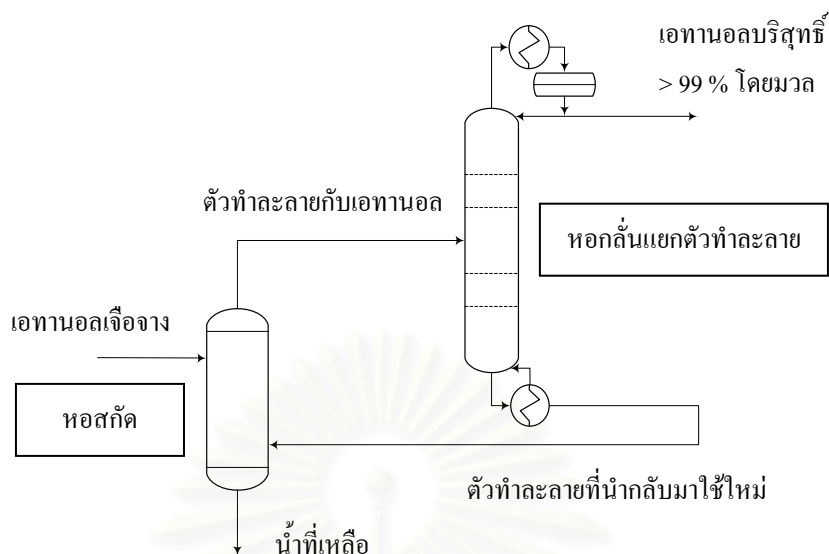 เอทานอลบริสุทธิ์
> 99 % โดยมวล
ตัวทำละลายกับเอทานอล
หอกลั่นแยกตัวทำละลาย
เอทานอลเจือจาง
หอสกัด
ตัวทำละลายที่นำกลับมาใช้ใหม่
น้ำที่เหลือ